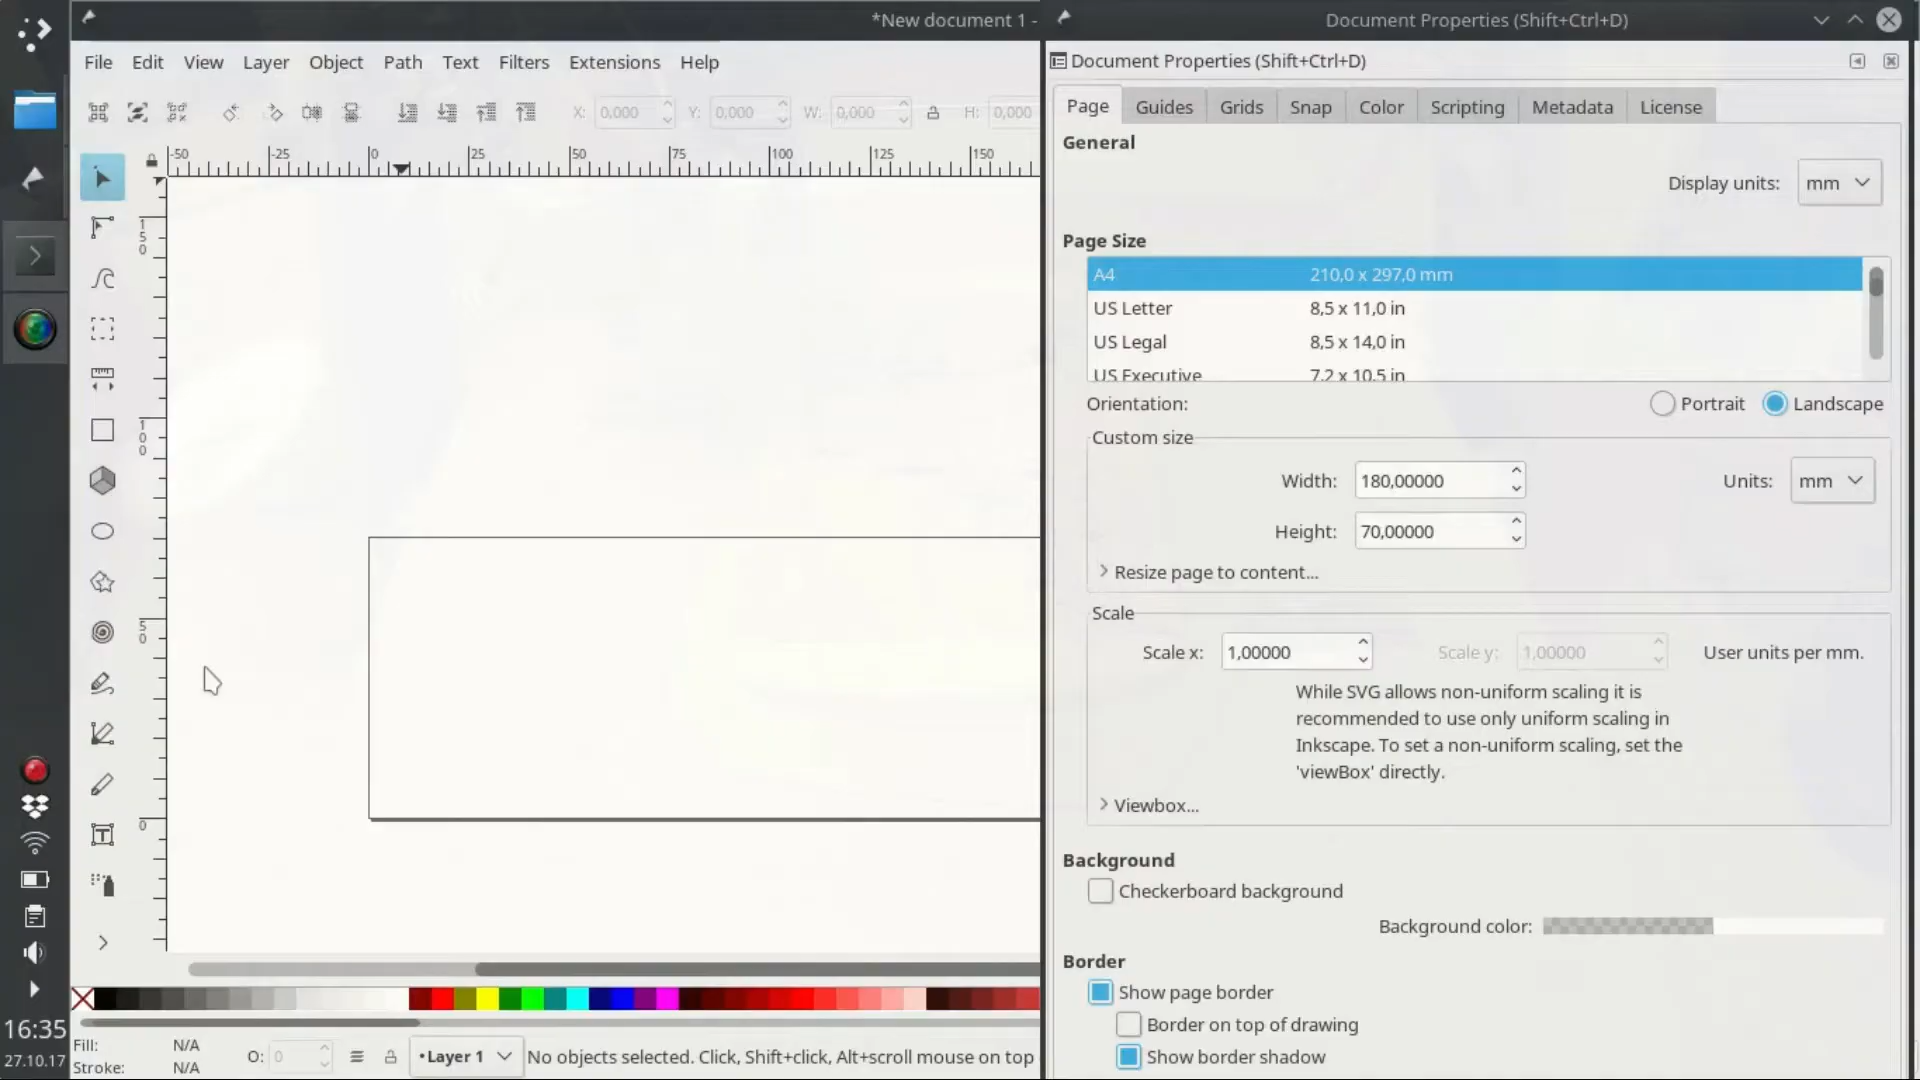 *New document 1 -
Document Properties (Shift+Ctrl+D)
File Edit View Layer Object Path Text Filters Extensions Help
Document Properties (Shift+Ctrl+D)
X: 0,000 Y: 0,000 W: 0,000 H: 0,000
Page Guides Grids Snap Color Scripting Metadata License
-50 -25 0 25 50 75 100 125 150
150
100
50
0
General
Display units: mm
Page Size
A4 210,0 x 297,0 mm
US Letter 8,5 x 11,0 in
US Legal 8,5 x 14,0 in
US Executive 7,2 x 10,5 in
Orientation: Portrait Landscape
Custom size
Width: 180,00000 Units: mm
Height: 70,00000
Resize page to content...
Scale
Scale x: 1,00000 Scale y: 1,00000 User units per mm.
While SVG allows non-uniform scaling it is
recommended to use only uniform scaling in
Inkscape. To set a non-uniform scaling, set the
'viewBox' directly.
Viewbox...
Background
Checkerboard background
Background color:
Border
Show page border
Border on top of drawing
Show border shadow
16:35
27.10.17
Fill: N/A
Stroke: N/A
O: 0
•Layer 1
No objects selected. Click, Shift+click, Alt+scroll mouse on top